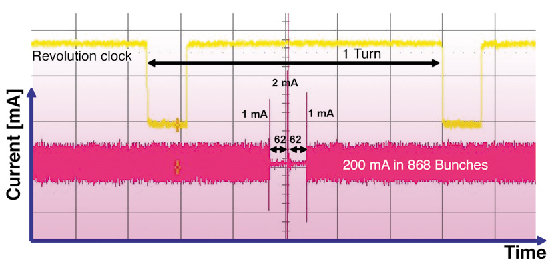 Revolution clock
1 Turn
2 mA
1 mA
1 mA
62
62
200 mA in 868 Bunches
Current [mA]
Time